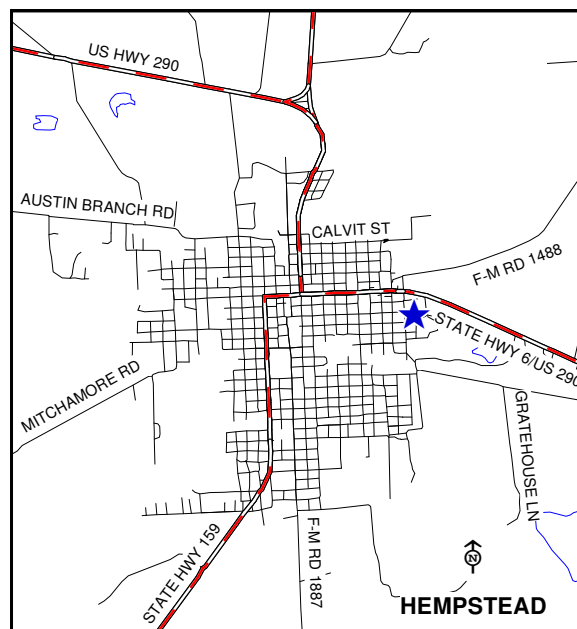 US HWY 290
AUSTIN BRANCH RD
CALVIT ST
F-M RD 1488
STATE HWY 6/US 290
MITCHAMORE RD
GRATEHOUSE LN
STATE HWY 159
F-M RD 1887
N
HEMPSTEAD